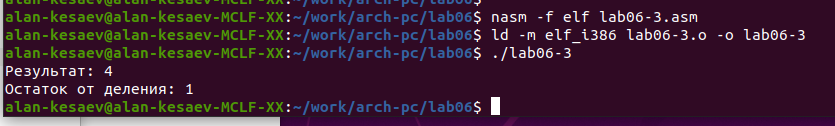 alan-kesaev@alan-kesaev-MCLF-XX:~/work/arch-pc/lab06$ nasm -f elf lab06-3.asm
alan-kesaev@alan-kesaev-MCLF-XX:~/work/arch-pc/lab06$ ld -m elf_i386 lab06-3.o -o lab06-3
alan-kesaev@alan-kesaev-MCLF-XX:~/work/arch-pc/lab06$ ./lab06-3
Результат: 4
Остаток от деления: 1
alan-kesaev@alan-kesaev-MCLF-XX:~/work/arch-pc/lab06$